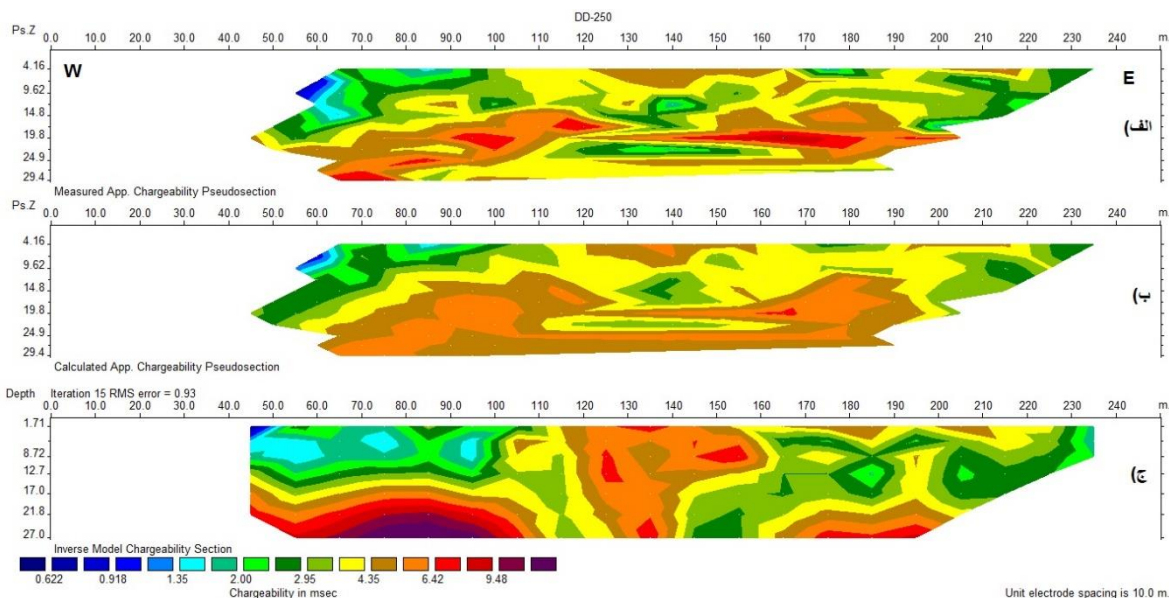 DD-250
Ps.Z 0.0 10.0 20.0 30.0 40.0 50.0 60.0 70.0 80.0 90.0 100 110 120 130 140 150 160 170 180 190 200 210 220 230 240 m.
4.16
W
E
9.62
14.8
الف)
19.8
24.9
29.4
Measured App. Chargeability Pseudosection
Ps.Z 0.0 10.0 20.0 30.0 40.0 50.0 60.0 70.0 80.0 90.0 100 110 120 130 140 150 160 170 180 190 200 210 220 230 240 m.
4.16
9.62
14.8
19.8
ب)
24.9
29.4
Calculated App. Chargeability Pseudosection
Depth Iteration 15 RMS error = 0.93
0.0 10.0 20.0 30.0 40.0 50.0 60.0 70.0 80.0 90.0 100 110 120 130 140 150 160 170 180 190 200 210 220 230 240 m.
1.71
8.72
12.7
ج)
17.0
21.8
27.0
Inverse Model Chargeability Section
0.622 0.918 1.35 2.00 2.95 4.35 6.42 9.48
Chargeability in msec
Unit electrode spacing is 10.0 m.